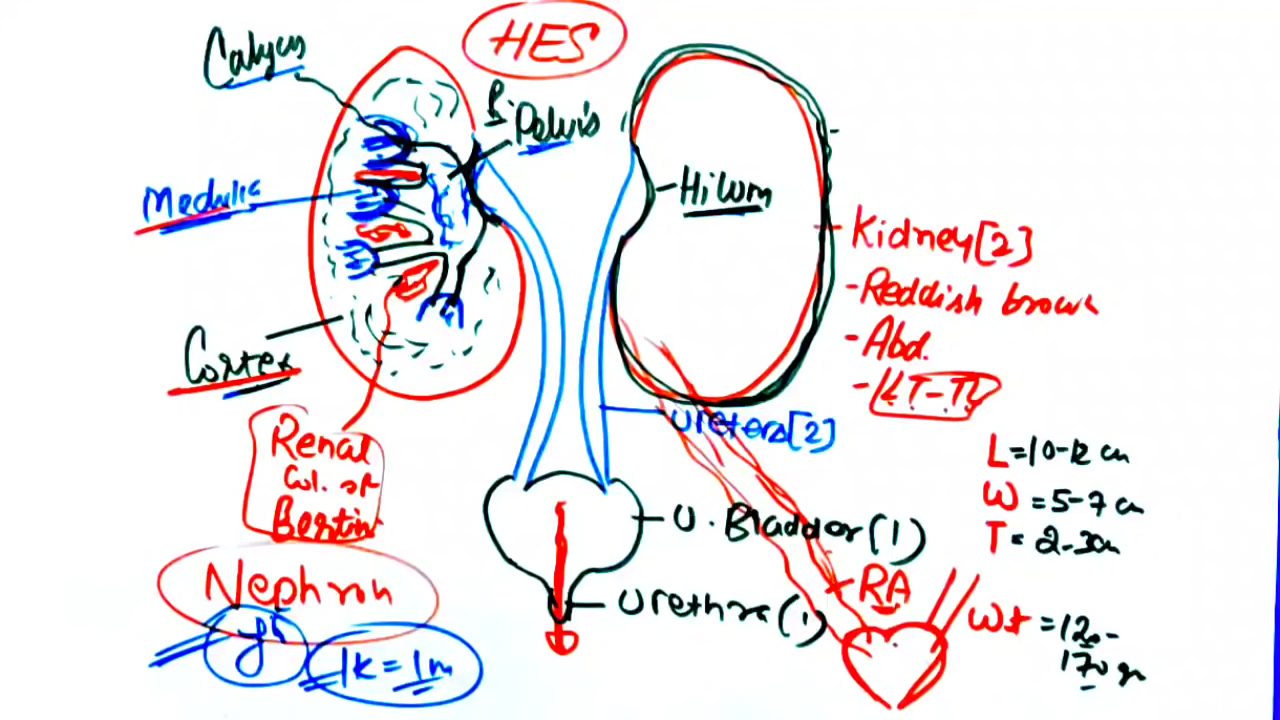 HES
Calyces
R. Pelvis
Medulla
Hilum
Kidney[2]
-Reddish brown
-Abd.
-[T-T]
Cortex
Ureters[2]
Renal
Col. of
Bertin
L=10-12 cm
W=5-7 cm
T=2-3cm
U. Bladder(1)
Nephron
RA
Urethra(1)
Wt=120-
170 gr
1k=1m